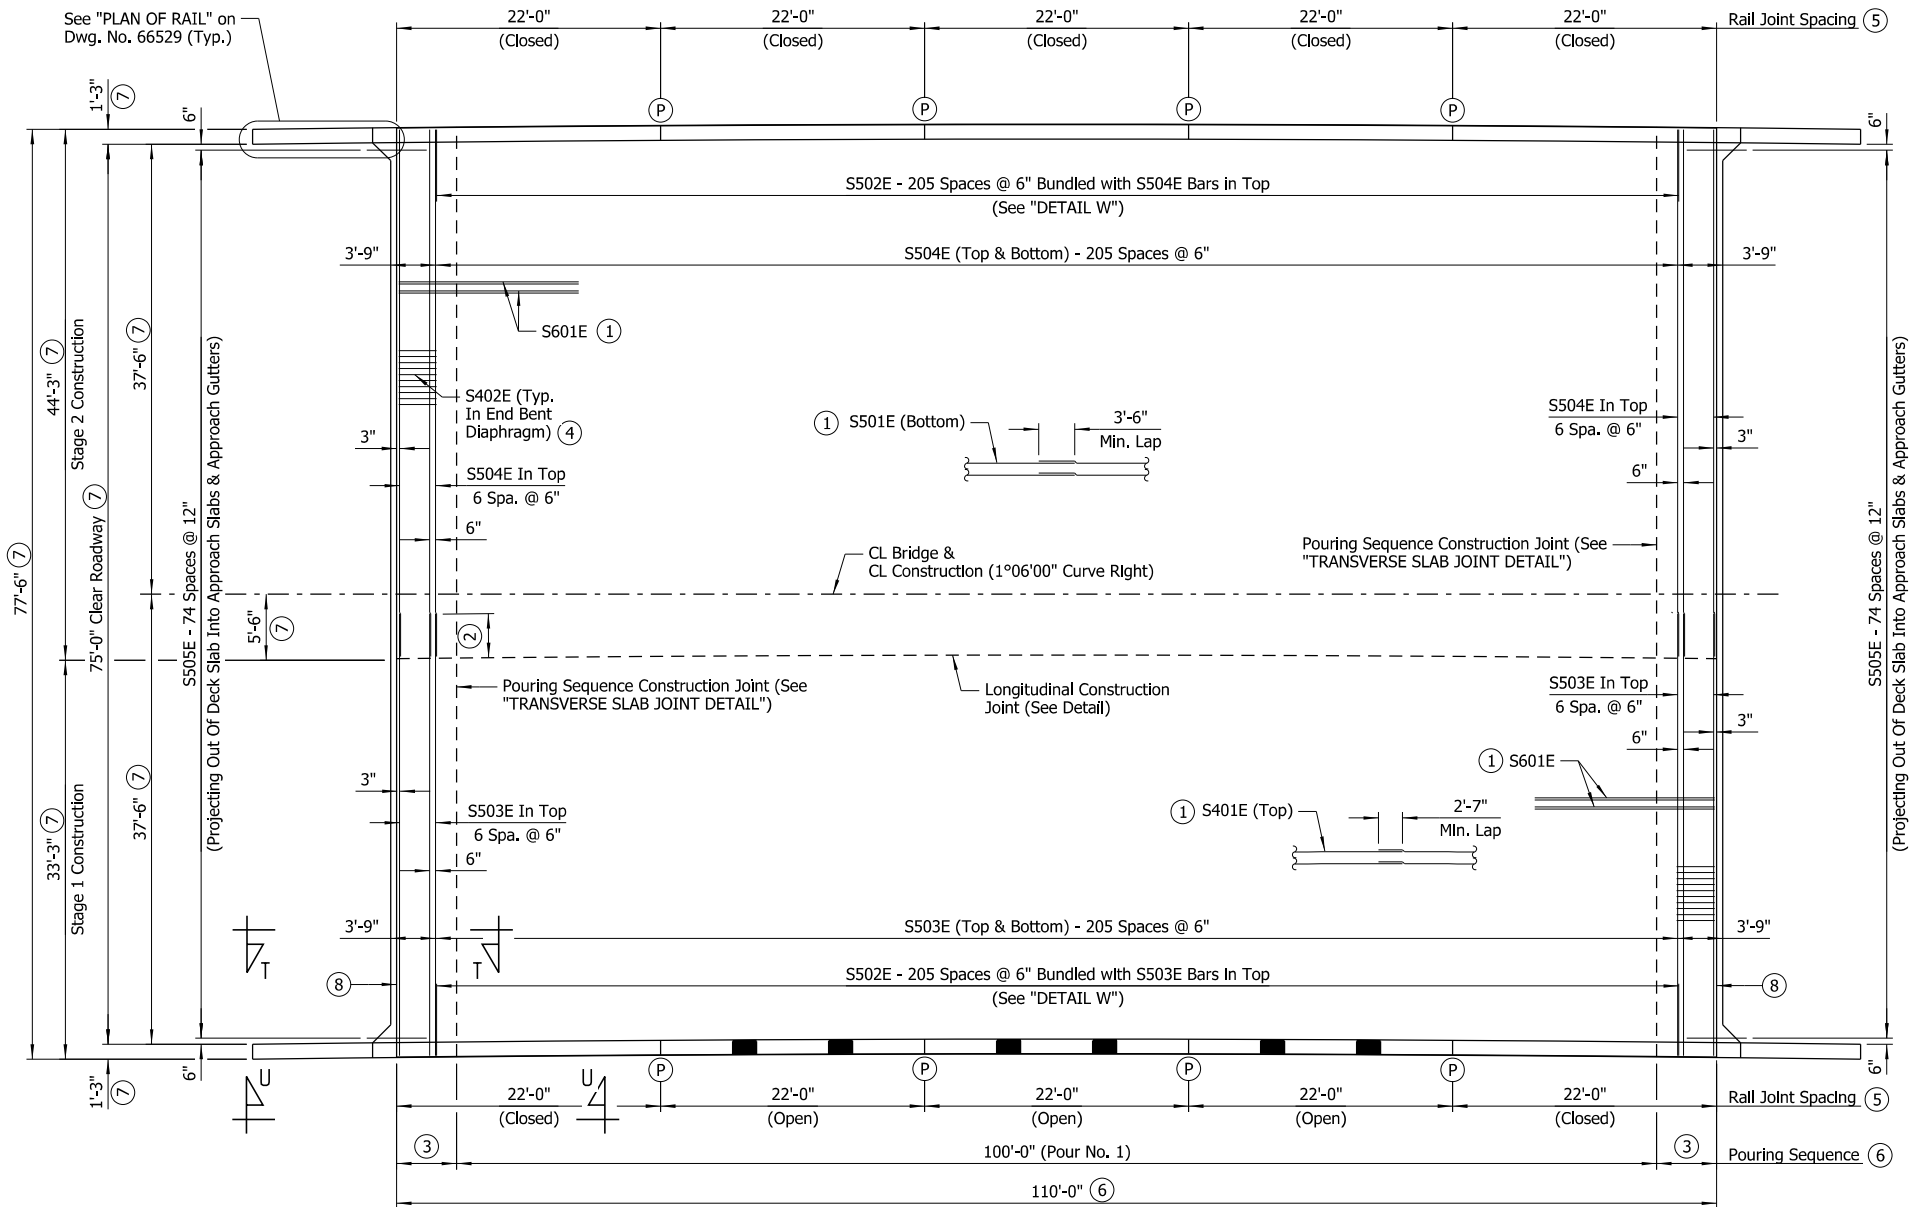 See "PLAN OF RAIL" on
Dwg. No. 66529 (Typ.)
22'-0"
(Closed)
22'-0"
(Closed)
22'-0"
(Closed)
22'-0"
(Closed)
22'-0"
(Closed)
Rail Joint Spacing 5
1'-3" 7
6"
P
P
P
P
6"
S502E - 205 Spaces @ 6" Bundled with S504E Bars in Top
(See "DETAIL W")
3'-9"
S504E (Top & Bottom) - 205 Spaces @ 6"
3'-9"
S601E 1
S402E (Typ.
In End Bent
Diaphragm) 4
3"
S504E In Top
6 Spa. @ 6"
6"
1 S501E (Bottom)
3'-6"
Min. Lap
S504E In Top
6 Spa. @ 6"
3"
6"
CL Bridge &
CL Construction (1°06'00" Curve Right)
Pouring Sequence Construction Joint (See
"TRANSVERSE SLAB JOINT DETAIL")
77'-6" 7
44'-3" 7
Stage 2 Construction
33'-3" 7
Stage 1 Construction
75'-0" Clear Roadway 7
37'-6" 7
37'-6" 7
S505E - 74 Spaces @ 12"
(Projecting Out Of Deck Slab Into Approach Slabs & Approach Gutters)
5'-6"
7
2
S505E - 74 Spaces @ 12"
(Projecting Out Of Deck Slab Into Approach Slabs & Approach Gutters)
Pouring Sequence Construction Joint (See
"TRANSVERSE SLAB JOINT DETAIL")
Longitudinal Construction
Joint (See Detail)
S503E In Top
6 Spa. @ 6"
3"
6"
1 S601E
3"
S503E In Top
6 Spa. @ 6"
6"
1 S401E (Top)
2'-7"
Min. Lap
3'-9"
S503E (Top & Bottom) - 205 Spaces @ 6"
3'-9"
T
T
8
S502E - 205 Spaces @ 6" Bundled with S503E Bars in Top
(See "DETAIL W")
8
1'-3" 7
6"
U
U
P
P
P
P
6"
22'-0"
(Closed)
22'-0"
(Open)
22'-0"
(Open)
22'-0"
(Open)
22'-0"
(Closed)
Rail Joint Spacing 5
3
100'-0" (Pour No. 1)
3
Pouring Sequence 6
110'-0" 6